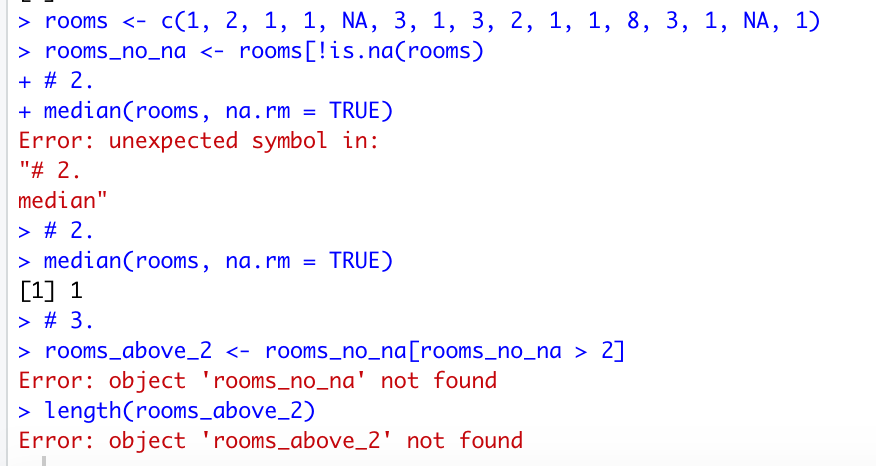 > rooms <- c(1, 2, 1, 1, NA, 3, 1, 3, 2, 1, 1, 8, 3, 1, NA, 1)
> rooms_no_na <- rooms[!is.na(rooms)
+ # 2.
+ median(rooms, na.rm = TRUE)
Error: unexpected symbol in:
"# 2.
median"
> # 2.
> median(rooms, na.rm = TRUE)
[1] 1
> # 3.
> rooms_above_2 <- rooms_no_na[rooms_no_na > 2]
Error: object 'rooms_no_na' not found
> length(rooms_above_2)
Error: object 'rooms_above_2' not found